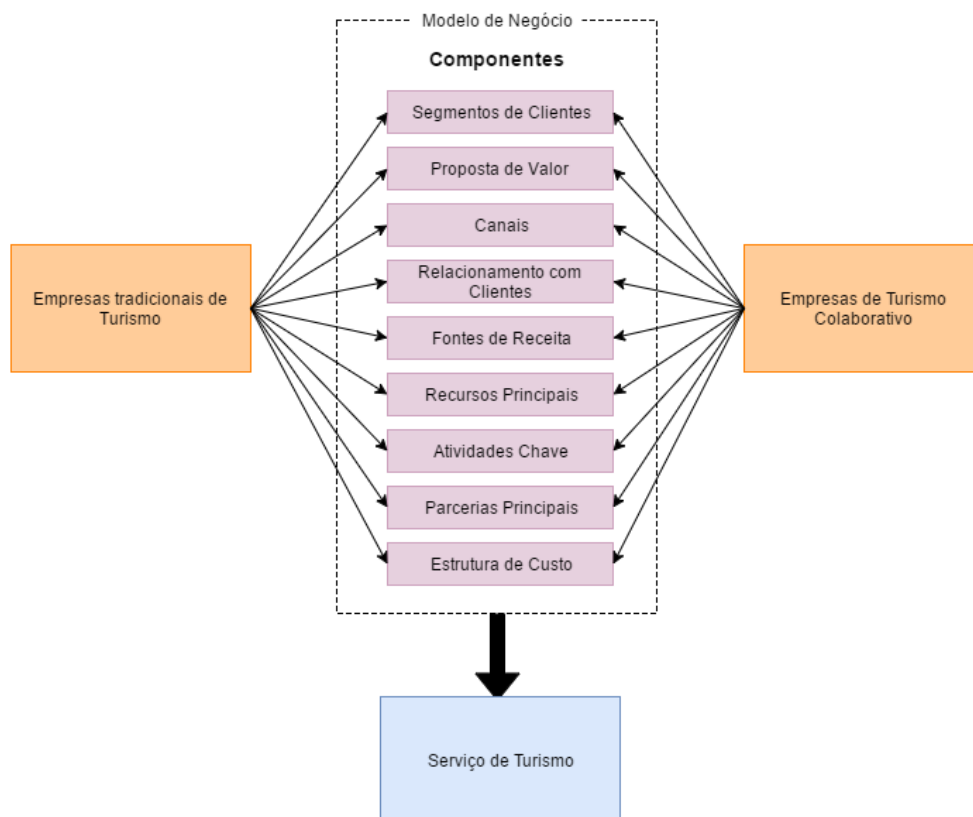 Modelo de Negócio
Componentes
Segmentos de Clientes
Proposta de Valor
Canais
Relacionamento com
Clientes
Fontes de Receita
Recursos Principais
Atividades Chave
Parcerias Principais
Estrutura de Custo
Empresas tradicionais de
Turismo
Empresas de Turismo
Colaborativo
Serviço de Turismo